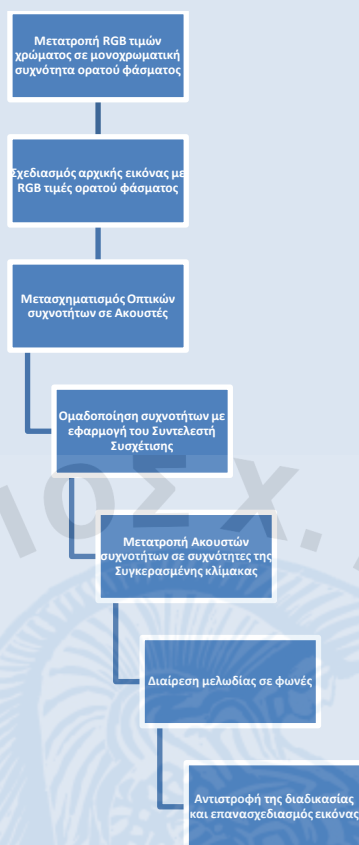 Μετατροπή RGB τιμών
χρώματος σε μονοχρωματική
συχνότητα ορατού φάσματος
Σχεδιασμός αρχικής εικόνας με
RGB τιμές ορατού φάσματος
Μετασχηματισμός Οπτικών
συχνοτήτων σε Ακουστές
Ομαδοποίηση συχνοτήτων με
εφαρμογή του Συντελεστή
Συσχέτισης
Μετατροπή Ακουστών
συχνοτήτων σε συχνότητες της
Συγκερασμένης κλίμακας
Διαίρεση μελωδίας σε φωνές
Αντιστροφή της διαδικασίας
και επανασχεδιασμός εικόνας